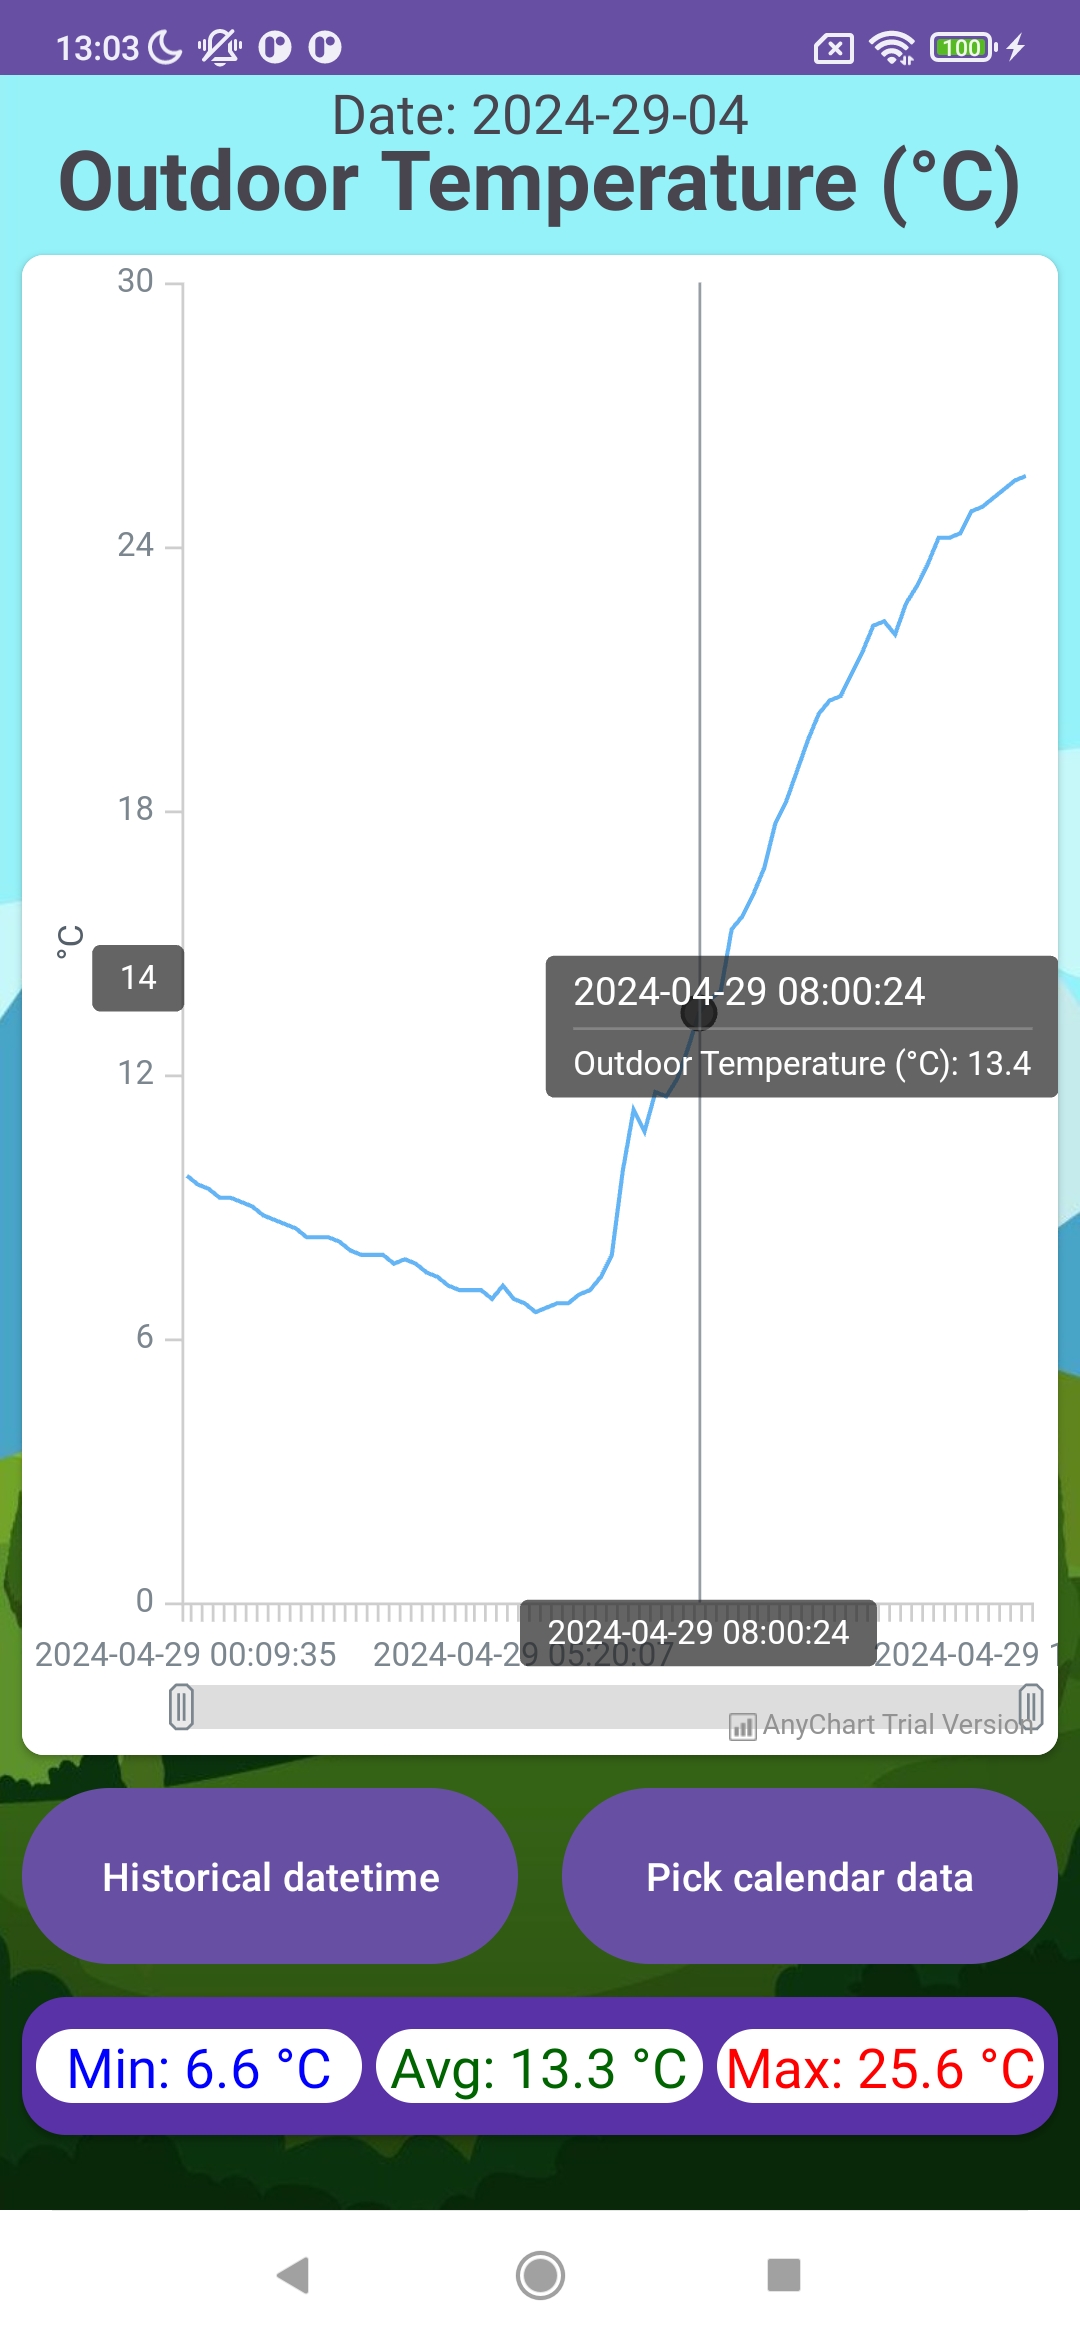 13:03
100
Date: 2024-29-04
Outdoor Temperature (°C)
30
24
18
°C
14
12
6
0
2024-04-29 08:00:24
Outdoor Temperature (°C): 13.4
2024-04-29 08:00:24
2024-04-29 00:09:35
2024-04-29 05:20:07
2024-04-29 1
AnyChart Trial Version
Historical datetime
Pick calendar data
Min: 6.6 °C
Avg: 13.3 °C
Max: 25.6 °C